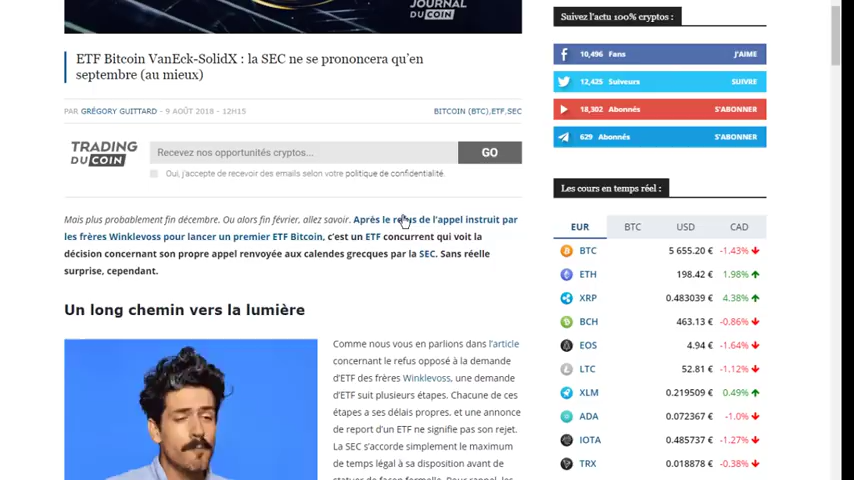 JOURNAL
DU COIN
ETF Bitcoin VanEck-SolidX : la SEC ne se prononcera qu'en
septembre (au mieux)
PAR GRÉGORY GUITTARD - 9 AOÛT 2018 - 12H15
BITCOIN (BTC),ETF,SEC
TRADING
DU COIN
Recevez nos opportunités cryptos...
GO
Oui, j'accepte de recevoir des emails selon votre politique de confidentialité.
Mais plus probablement fin décembre. Ou alors fin février, allez savoir. Après le refus de l'appel instruit par
les frères Winklevoss pour lancer un premier ETF Bitcoin, c'est un ETF concurrent qui voit la
décision concernant son propre appel renvoyée aux calendes grecques par la SEC. Sans réelle
surprise, cependant.
Un long chemin vers la lumière
Comme nous vous en parlions dans l'article
concernant le refus opposé à la demande
d'ETF des frères Winklevoss, une demande
d'ETF suit plusieurs étapes. Chacune de ces
étapes a ses délais propres, et une annonce
de report d'un ETF ne signifie pas son rejet.
La SEC s'accorde simplement le maximum
de temps légal à sa disposition avant de
statuer de façon formelle. Pour rappel, les
Suivez l'actu 100% cryptos :
10,496 Fans J'AIME
12,425 Suiveurs SUIVRE
18,302 Abonnés S'ABONNER
629 Abonnés S'ABONNER
Les cours en temps réel :
EUR BTC USD CAD
BTC 5 655.20 € -1.43%
ETH 198.42 € 1.98%
XRP 0.483039 € 4.38%
BCH 463.13 € -0.86%
EOS 4.94 € -1.64%
LTC 52.81 € -1.12%
XLM 0.219509 € 0.49%
ADA 0.072367 € -1.0%
IOTA 0.485737 € -1.27%
TRX 0.018878 € -0.38%